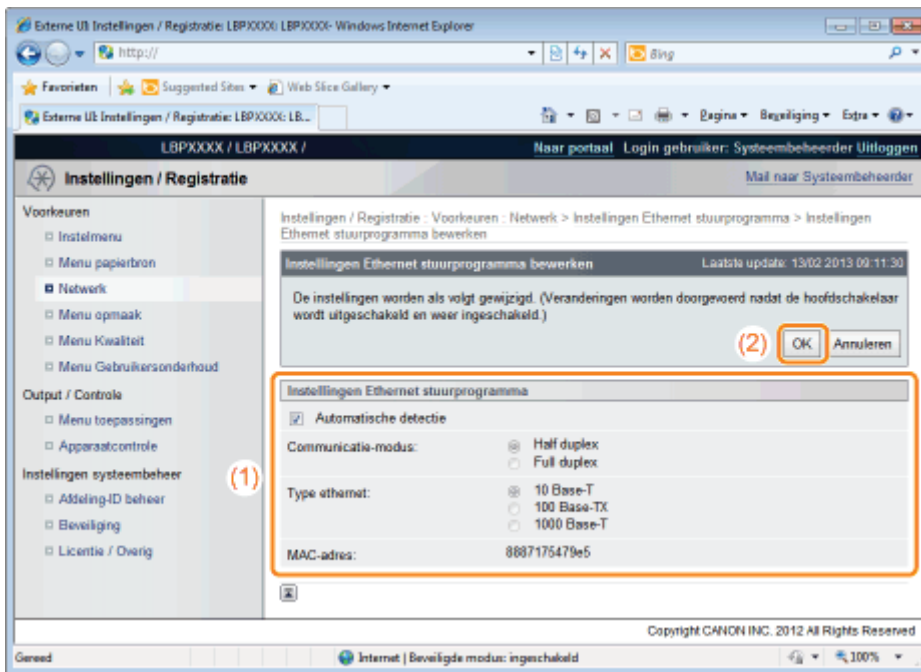 Externe UI: Instellingen / Registratie: LBPXXXX: LBPXXXX- Windows Internet Explorer
http://
Bing
Favorieten
Suggested Sites
Web Slice Gallery
Externe UI: Instellingen / Registratie: LBPXXXX: LB...
Pagina
Beveiliging
Extra
LBPXXXX / LBPXXXX /
Naar portaal Login gebruiker: Systeembeheerder Uitloggen
Instellingen / Registratie
Mail naar Systeembeheerder
Voorkeuren
Instelmenu
Menu papierbron
Netwerk
Menu opmaak
Menu Kwaliteit
Menu Gebruikersonderhoud
Output / Controle
Menu toepassingen
Apparaatcontrole
Instellingen systeembeheer
Afdeling-ID beheer
Beveiliging
Licentie / Overig
Instellingen / Registratie : Voorkeuren : Netwerk > Instellingen Ethernet stuurprogramma > Instellingen
Ethernet stuurprogramma bewerken
Instellingen Ethernet stuurprogramma bewerken
Laatste update: 13/02 2013 09:11:30
De instellingen worden als volgt gewijzigd. (Veranderingen worden doorgevoerd nadat de hoofdschakelaar
wordt uitgeschakeld en weer ingeschakeld.)
(2)
OK
Annuleren
(1)
Instellingen Ethernet stuurprogramma
Automatische detectie
Communicatie-modus:
Half duplex
Full duplex
Type ethernet:
10 Base-T
100 Base-TX
1000 Base-T
MAC-adres:
8887175479e5
Copyright CANON INC. 2012 All Rights Reserved
Gereed
Internet | Beveiligde modus: ingeschakeld
100%